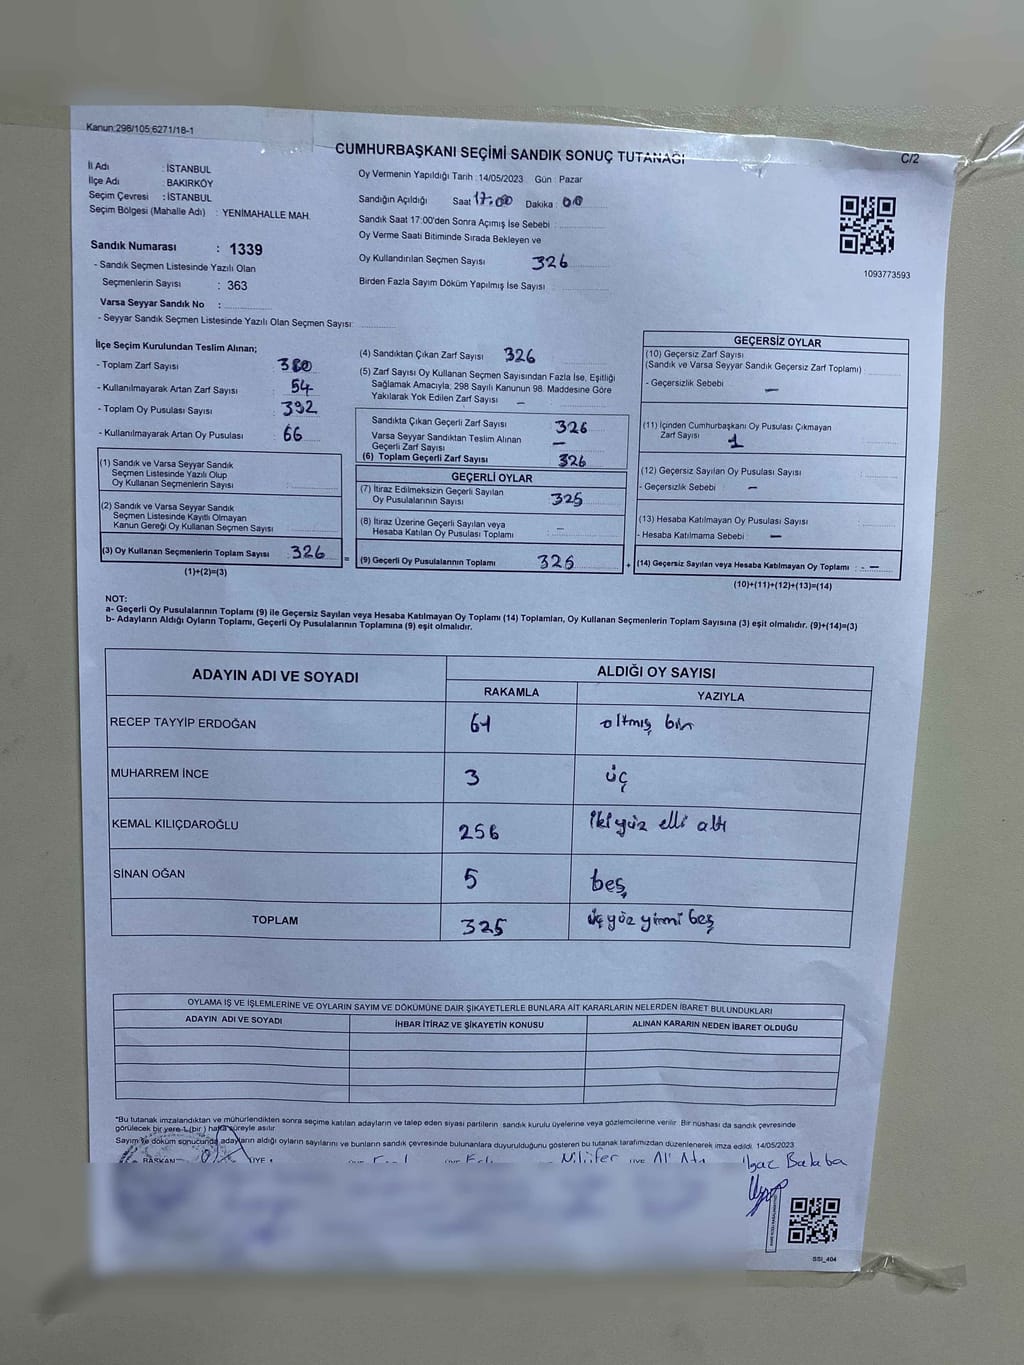 Kanun:298/105,6271/18-1
CUMHURBAŞKANI SEÇİMİ SANDIK SONUÇ TUTANAĞI
C/2
İl Adı : İSTANBUL
İlçe Adı : BAKIRKÖY
Seçim Çevresi : İSTANBUL
Seçim Bölgesi (Mahalle Adı) : YENİMAHALLE MAH.
Oy Vermenin Yapıldığı Tarih : 14/05/2023 Gün : Pazar
Sandığın Açıldığı Saat 17:00 Dakika : 00
Sandık Saat 17:00'den Sonra Açımış İse Sebebi :
Oy Verme Saati Bitiminde Sırada Bekleyen ve
Oy Kullandırılan Seçmen Sayısı 326
Birden Fazla Sayım Döküm Yapılmış İse Sayısı :
1093773593
Sandık Numarası : 1339
- Sandık Seçmen Listesinde Yazılı Olan
Seçmenlerin Sayısı : 363
Varsa Seyyar Sandık No :
- Seyyar Sandık Seçmen Listesinde Yazılı Olan Seçmen Sayısı:
İlçe Seçim Kurulundan Teslim Alınan;
- Toplam Zarf Sayısı : 380
- Kullanılmayarak Artan Zarf Sayısı : 54
- Toplam Oy Pusulası Sayısı : 392
- Kullanılmayarak Artan Oy Pusulası : 66
(1) Sandık ve Varsa Seyyar Sandık
Seçmen Listesinde Yazılı Olup
Oy Kullanan Seçmenlerin Sayısı :
(2) Sandık ve Varsa Seyyar Sandık
Seçmen Listesinde Kayıtlı Olmayan
Kanun Gereği Oy Kullanan Seçmen Sayısı :
(3) Oy Kullanan Seçmenlerin Toplam Sayısı : 326 =
(1)+(2)=(3)
(4) Sandıktan Çıkan Zarf Sayısı : 326
(5) Zarf Sayısı Oy Kullanan Seçmen Sayısından Fazla İse, Eşitliği
Sağlamak Amacıyla, 298 Sayılı Kanunun 98. Maddesine Göre
Yakılarak Yok Edilen Zarf Sayısı : –
Sandıkta Çıkan Geçerli Zarf Sayısı : 326
Varsa Seyyar Sandıktan Teslim Alınan
Geçerli Zarf Sayısı : –
(6) Toplam Geçerli Zarf Sayısı : 326
GEÇERLİ OYLAR
(7) İtiraz Edilmeksizin Geçerli Sayılan
Oy Pusulalarının Sayısı : 325
(8) İtiraz Üzerine Geçerli Sayılan veya
Hesaba Katılan Oy Pusulası Toplamı : –
(9) Geçerli Oy Pusulalarının Toplamı : 325 +
GEÇERSİZ OYLAR
(10) Geçersiz Zarf Sayısı
(Sandık ve Varsa Seyyar Sandık Geçersiz Zarf Toplamı) :
- Geçersizlik Sebebi : –
(11) İçinden Cumhurbaşkanı Oy Pusulası Çıkmayan
Zarf Sayısı : 1
(12) Geçersiz Sayılan Oy Pusulası Sayısı :
- Geçersizlik Sebebi : –
(13) Hesaba Katılmayan Oy Pusulası Sayısı :
- Hesaba Katılmama Sebebi : –
(14) Geçersiz Sayılan veya Hesaba Katılmayan Oy Toplamı : –
(10)+(11)+(12)+(13)=(14)
NOT:
a- Geçerli Oy Pusulalarının Toplamı (9) ile Geçersiz Sayılan veya Hesaba Katılmayan Oy Toplamı (14) Toplamları, Oy Kullanan Seçmenlerin Toplam Sayısına (3) eşit olmalıdır. (9)+(14)=(3)
b- Adayların Aldığı Oyların Toplamı, Geçerli Oy Pusulalarının Toplamına (9) eşit olmalıdır.
ADAYIN ADI VE SOYADI ALDIĞI OY SAYISI
RAKAMLA YAZIYLA
RECEP TAYYİP ERDOĞAN 61 altmış bir
MUHARREM İNCE 3 üç
KEMAL KILIÇDAROĞLU 256 iki yüz elli altı
SİNAN OĞAN 5 beş
TOPLAM 325 üç yüz yirmi beş
OYLAMA İŞ VE İŞLEMLERİNE VE OYLARIN SAYIM VE DÖKÜMÜNE DAİR ŞİKAYETLERLE BUNLARA AİT KARARLARIN NELERDEN İBARET BULUNDUKLARI
ADAYIN ADI VE SOYADI İHBAR İTİRAZ VE ŞİKAYETİN KONUSU ALINAN KARARIN NEDEN İBARET OLDUĞU
*Bu tutanak imzalandıktan ve mühürlendikten sonra seçime katılan adayların ve talep eden siyasi partilerin sandık kurulu üyelerine veya gözlemcilerine verilir. Bir nüshası da sandık çevresinde
görülecek bir yere 1 (bir) hafta süreyle asılır
Sayım ve döküm sonucunda adayların aldığı oyların sayılarını ve bunların sandık çevresinde bulunanlara duyurulduğunu gösteren bu tutanak tarafımızdan düzenlenerek imza edildi. 14/05/2023
BAŞKAN ÜYE ÜYE ÜYE Nilüfer ÜYE
SSI_404